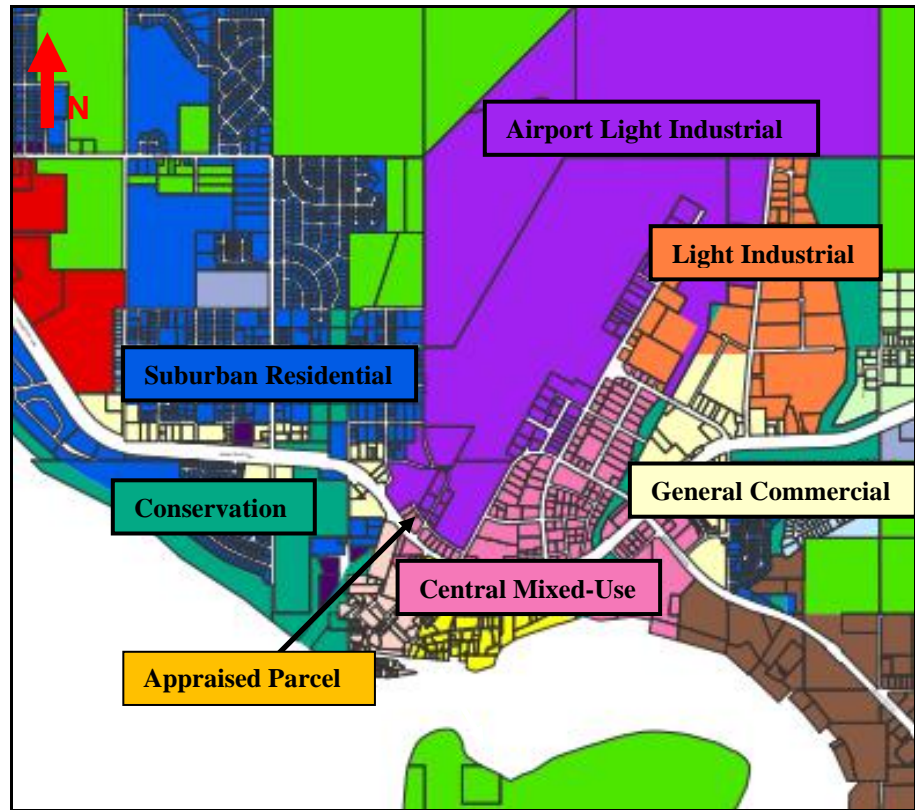 N
Airport Light Industrial
Light Industrial
Suburban Residential
General Commercial
Conservation
Central Mixed-Use
Appraised Parcel